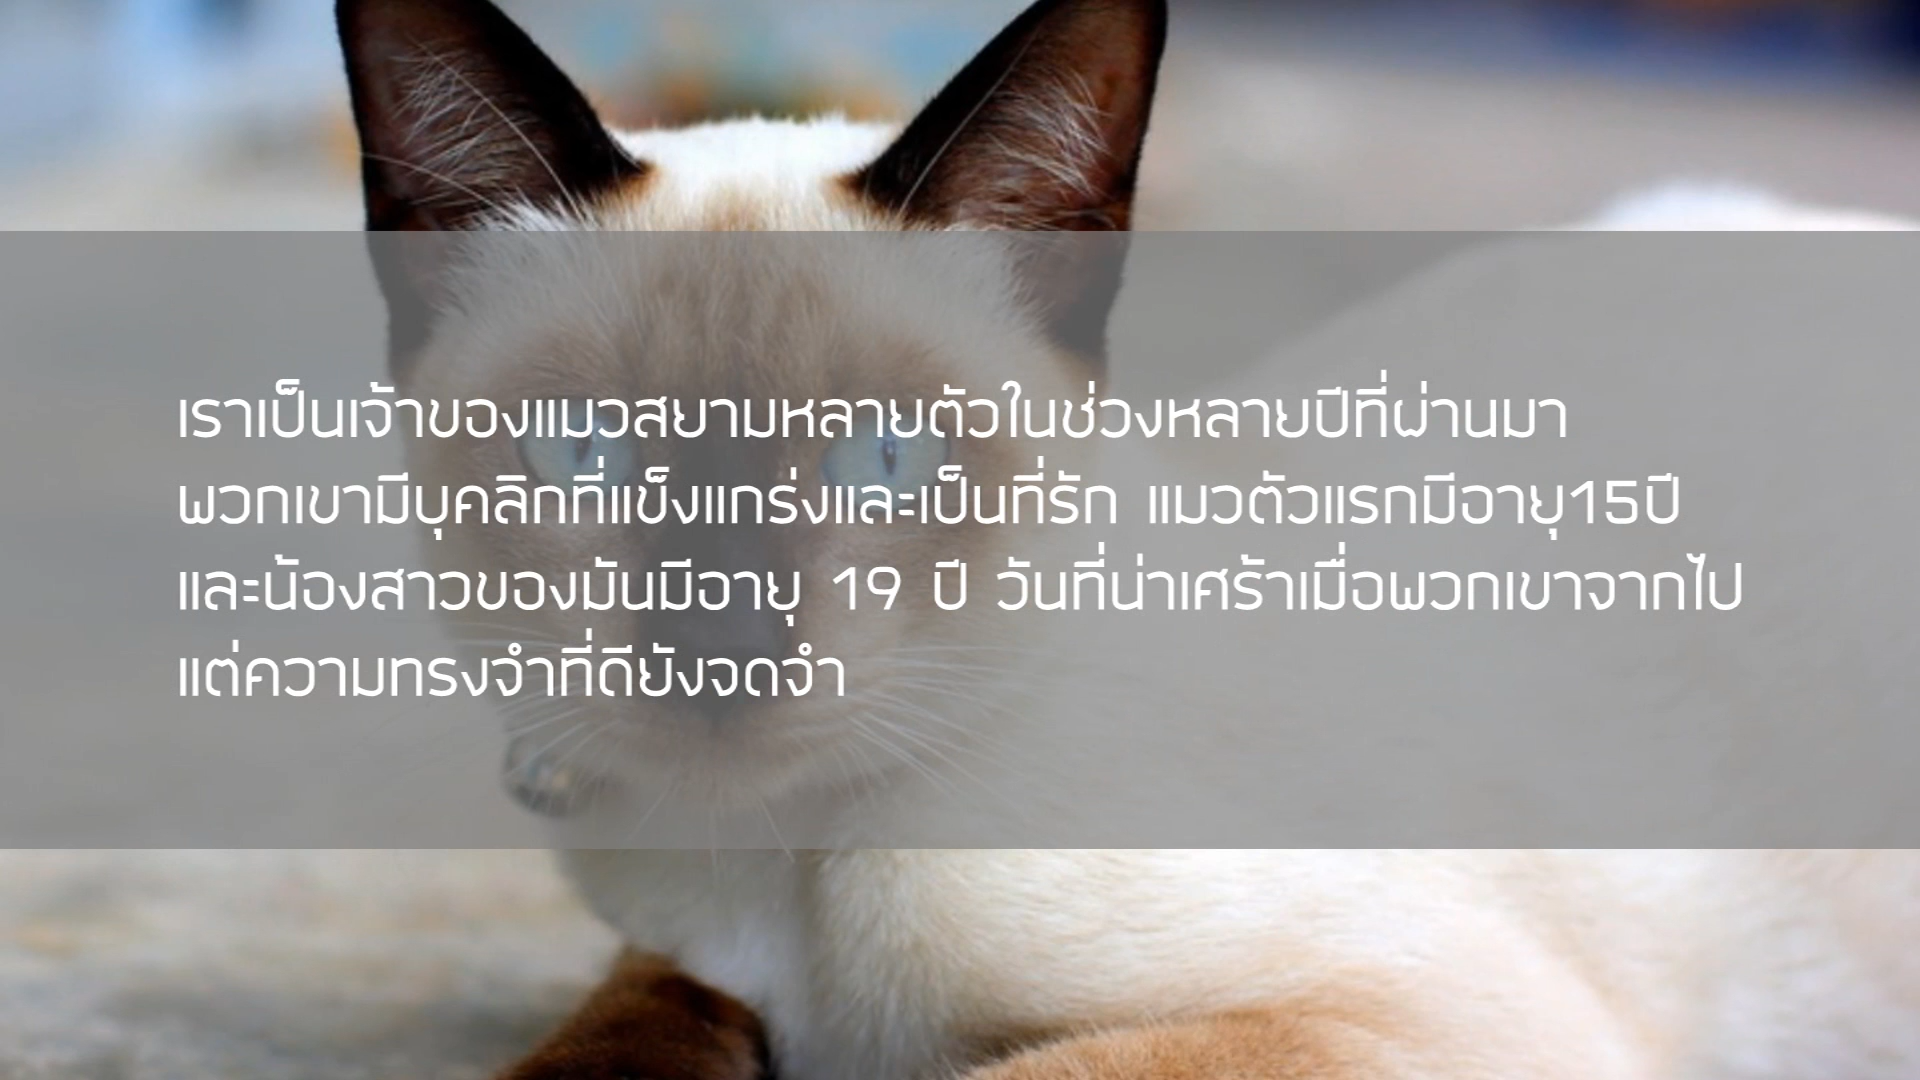 เราเป็นเจ้าของแมวสยามหลายตัวในช่วงหลายปีที่ผ่านมา
พวกเขามีบุคลิกที่แข็งแกร่งและเป็นที่รัก แมวตัวแรกมีอายุ15ปี
และน้องสาวของมันมีอายุ 19 ปี วันที่น่าเศร้าเมื่อพวกเขาจากไป
แต่ความทรงจำที่ดียังจดจำ